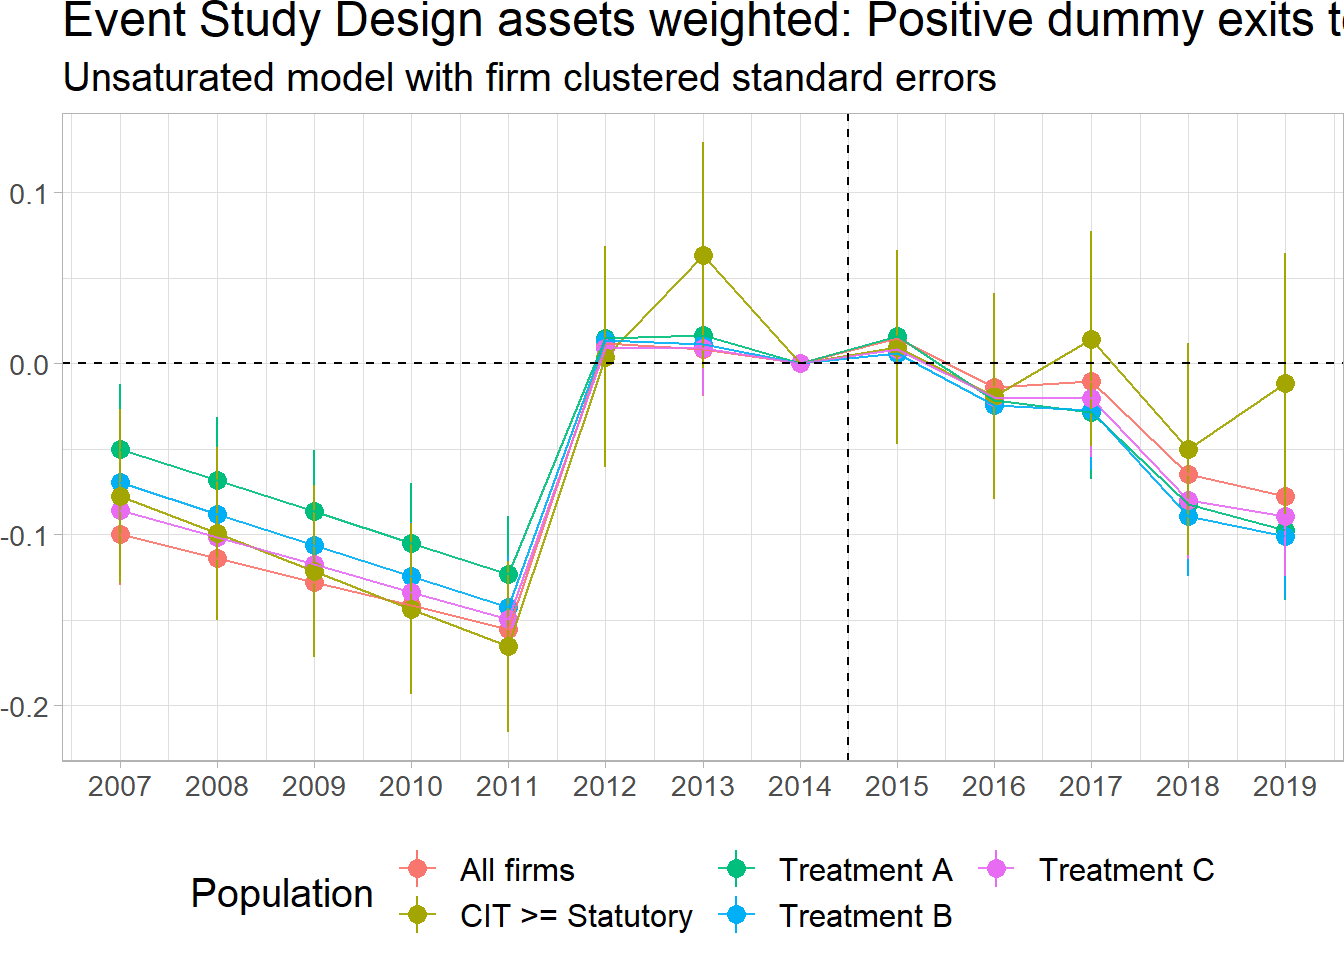 Event Study Design assets weighted: Positive dummy exits
Unsaturated model with firm clustered standard errors
0.1
0.0
-0.1
-0.2
2007 2008 2009 2010 2011 2012 2013 2014 2015 2016 2017 2018 2019
Population
All firms
Treatment A
Treatment C
CIT >= Statutory
Treatment B